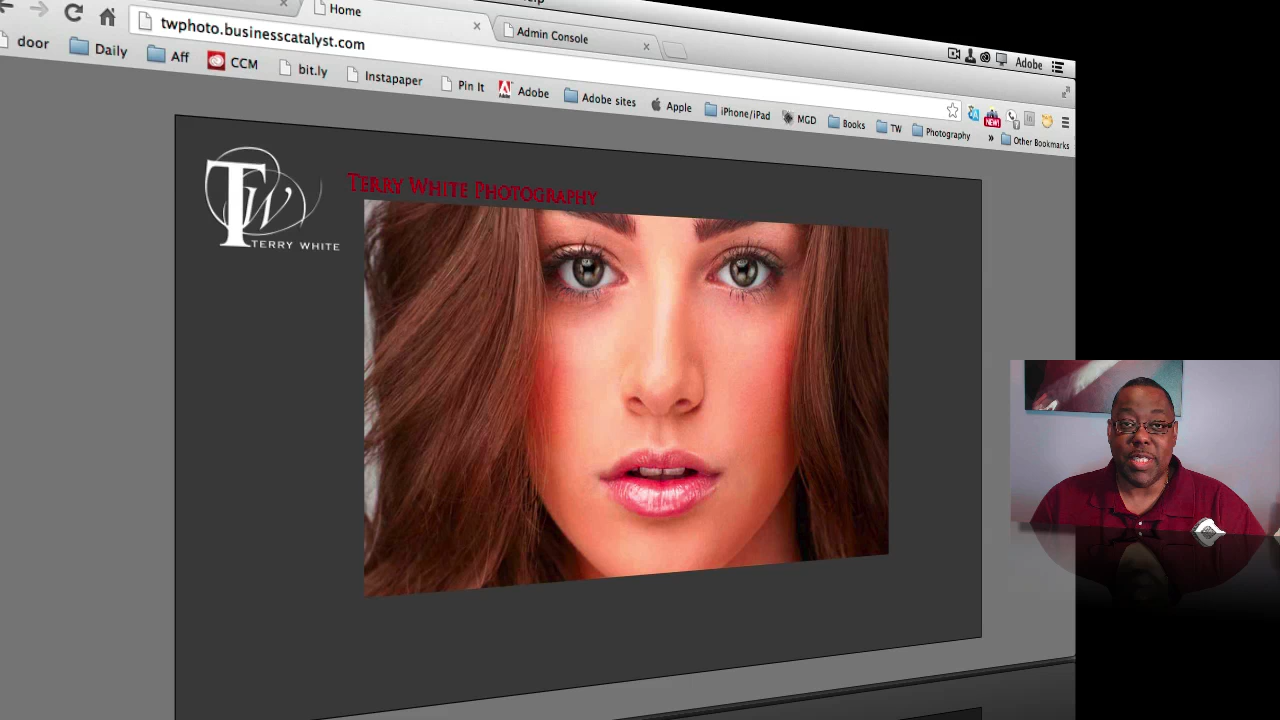 Home
Admin Console
twphoto.businesscatalyst.com
Adobe
door Daily Aff CCM bit.ly Instapaper Pin It Adobe Adobe sites Apple iPhone/iPad MGD Books TW Photography » Other Bookmarks
NEW!
TW
TERRY WHITE
Terry White Photography